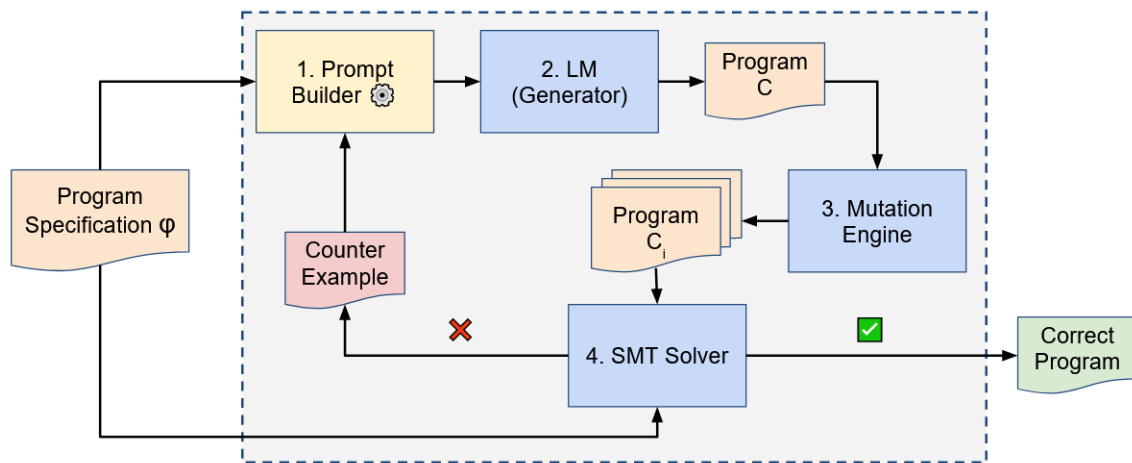 1. Prompt
Builder
2. LM
(Generator)
Program
C
Program
Specification φ
Counter
Example
Program
C_i
3. Mutation
Engine
4. SMT Solver
Correct
Program